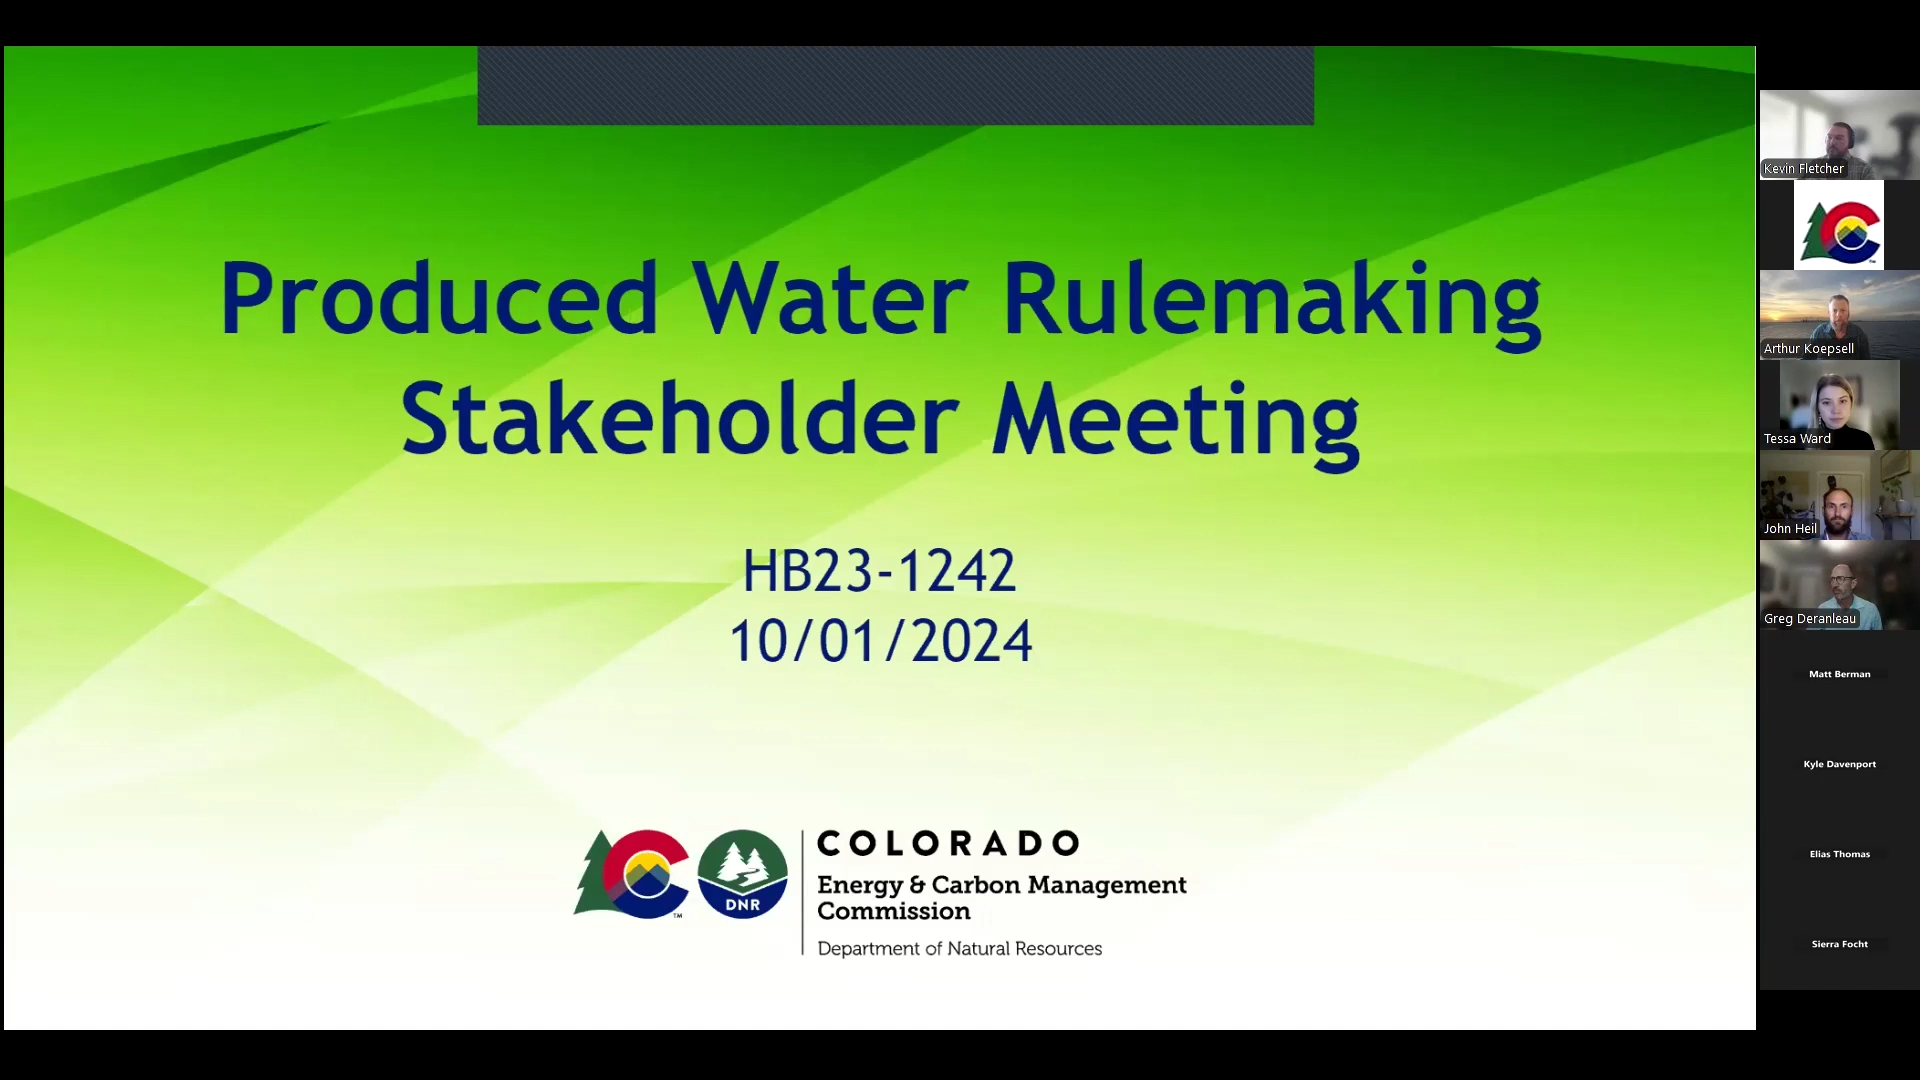 Produced Water Rulemaking
Stakeholder Meeting
HB23-1242
10/01/2024
TM
DNR
COLORADO
Energy & Carbon Management
Commission
Department of Natural Resources
Kevin Fletcher
TM
Arthur Koepsell
Tessa Ward
John Heil
Greg Deranleau
Matt Berman
Kyle Davenport
Elias Thomas
Sierra Focht